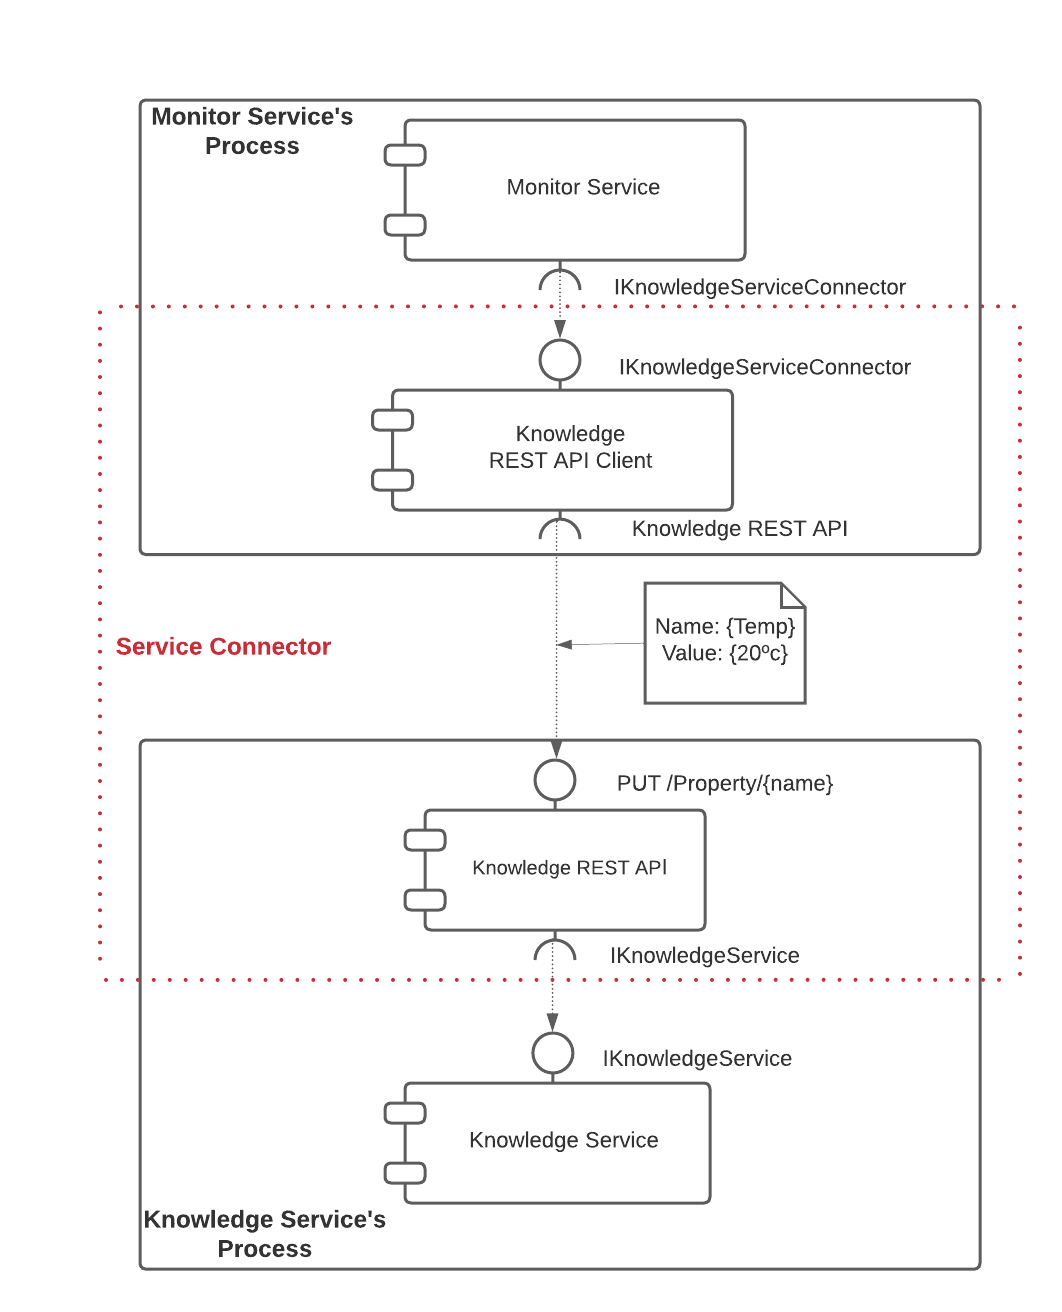 Monitor Service's
Process
Monitor Service
IKnowledgeServiceConnector
IKnowledgeServiceConnector
Knowledge
REST API Client
Knowledge REST API
Name: {Temp}
Value: {20ºc}
Service Connector
PUT /Property/{name}
Knowledge REST API
IKnowledgeService
IKnowledgeService
Knowledge Service
Knowledge Service's
Process